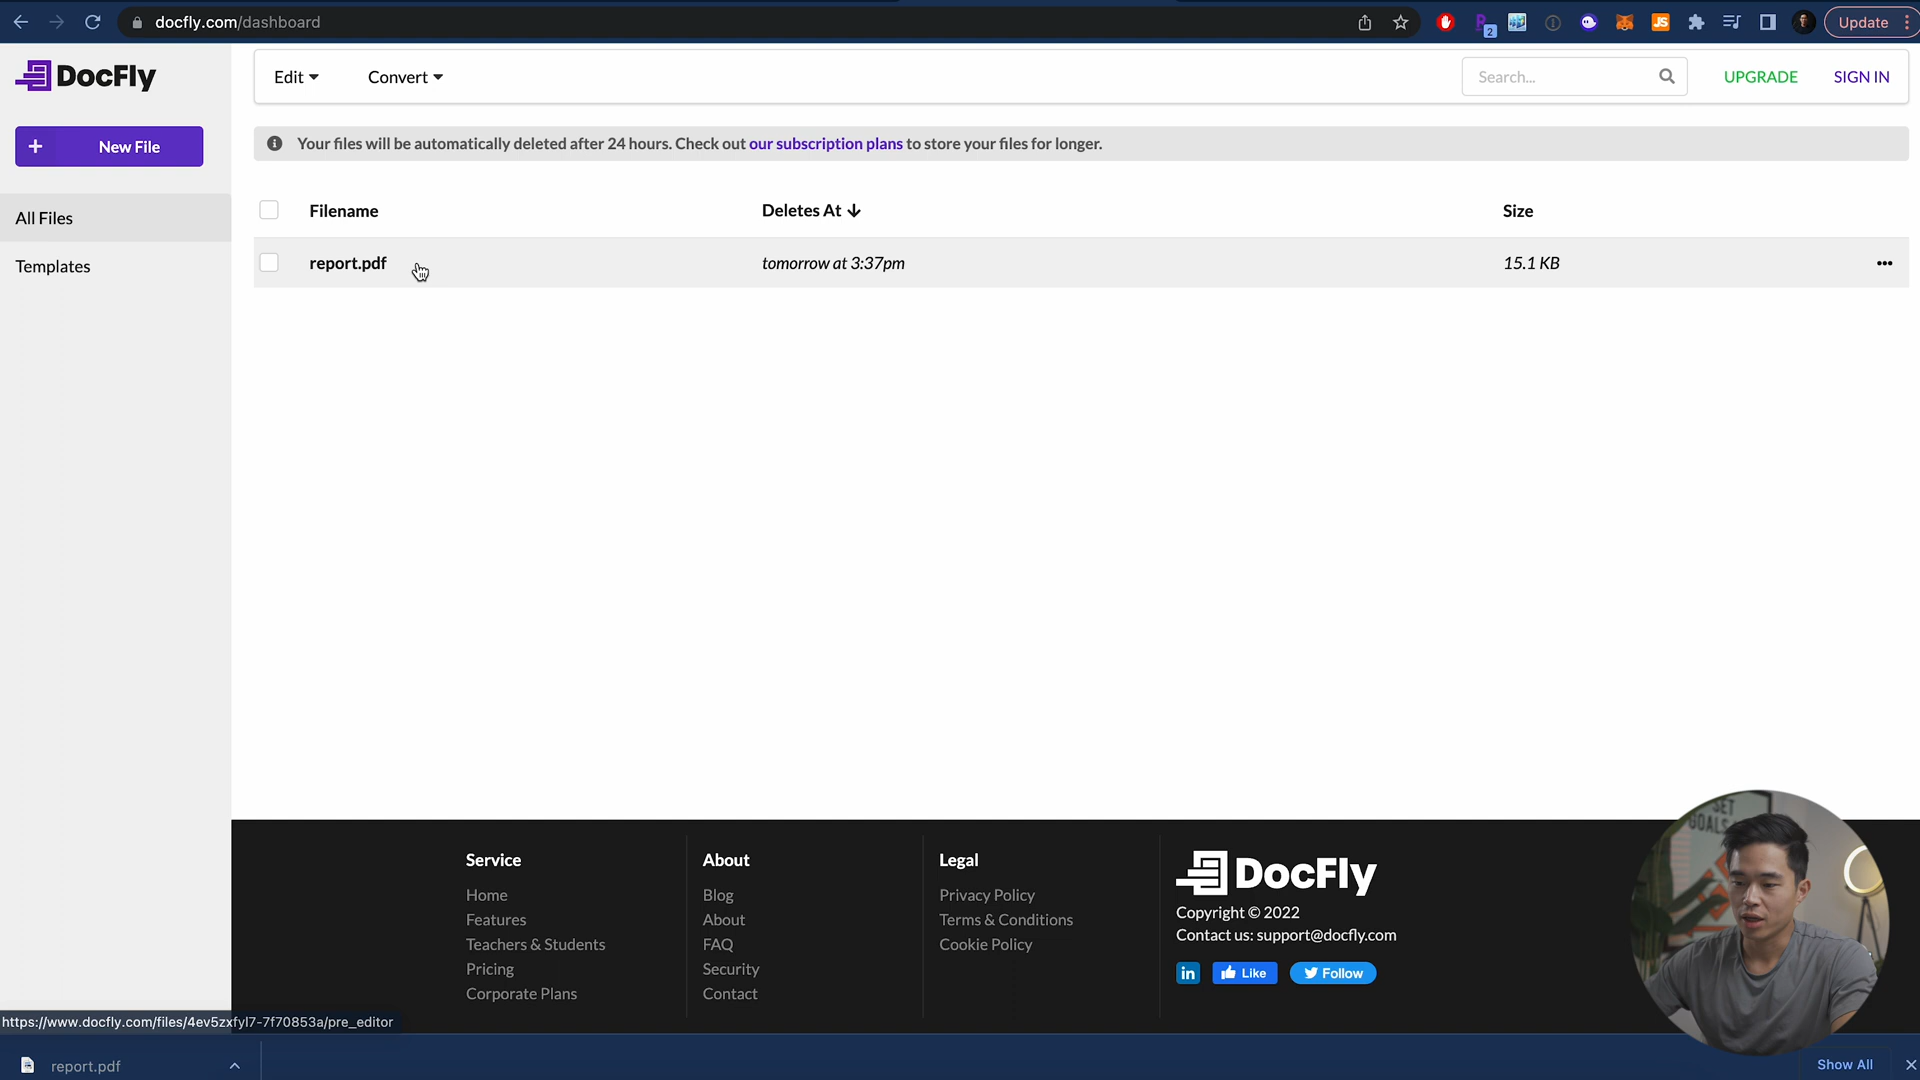 docfly.com/dashboard
2
JS
Update
DocFly
Edit
Convert
Search...
UPGRADE
SIGN IN
+ New File
Your files will be automatically deleted after 24 hours. Check out our subscription plans to store your files for longer.
All Files
Templates
Filename
Deletes At
Size
report.pdf
tomorrow at 3:37pm
15.1 KB
Service
Home
Features
Teachers & Students
Pricing
Corporate Plans
About
Blog
About
FAQ
Security
Contact
Legal
Privacy Policy
Terms & Conditions
Cookie Policy
DocFly
Copyright © 2022
Contact us: support@docfly.com
in
Like
Follow
SET
GOALS
https://www.docfly.com/files/4ev5zxfyl7-7f70853a/pre_editor
report.pdf
Show All